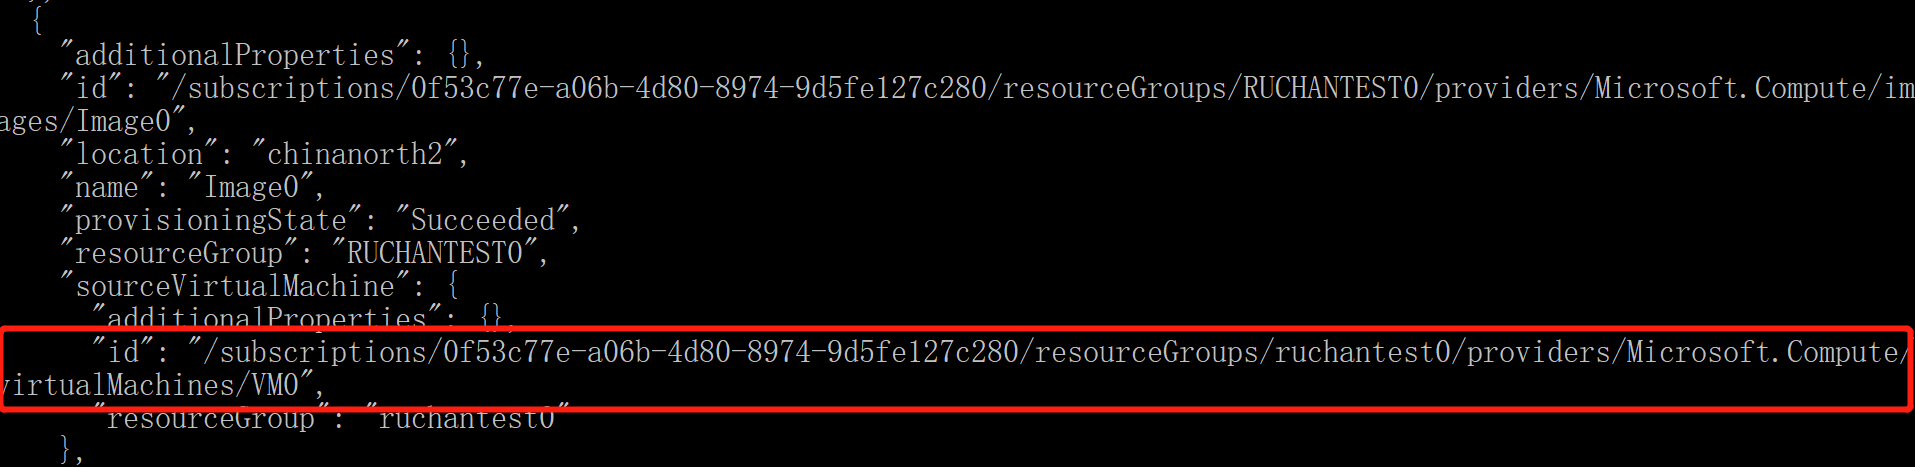 {
"additionalProperties": {},
"id": "/subscriptions/0f53c77e-a06b-4d80-8974-9d5fe127c280/resourceGroups/RUCHANTEST0/providers/Microsoft.Compute/im
ages/Image0",
"location": "chinanorth2",
"name": "Image0",
"provisioningState": "Succeeded",
"resourceGroup": "RUCHANTEST0",
"sourceVirtualMachine": {
"additionalProperties": {},
"id": "/subscriptions/0f53c77e-a06b-4d80-8974-9d5fe127c280/resourceGroups/ruchantest0/providers/Microsoft.Compute/
virtualMachines/VM0",
"resourceGroup": "ruchantest0"
},